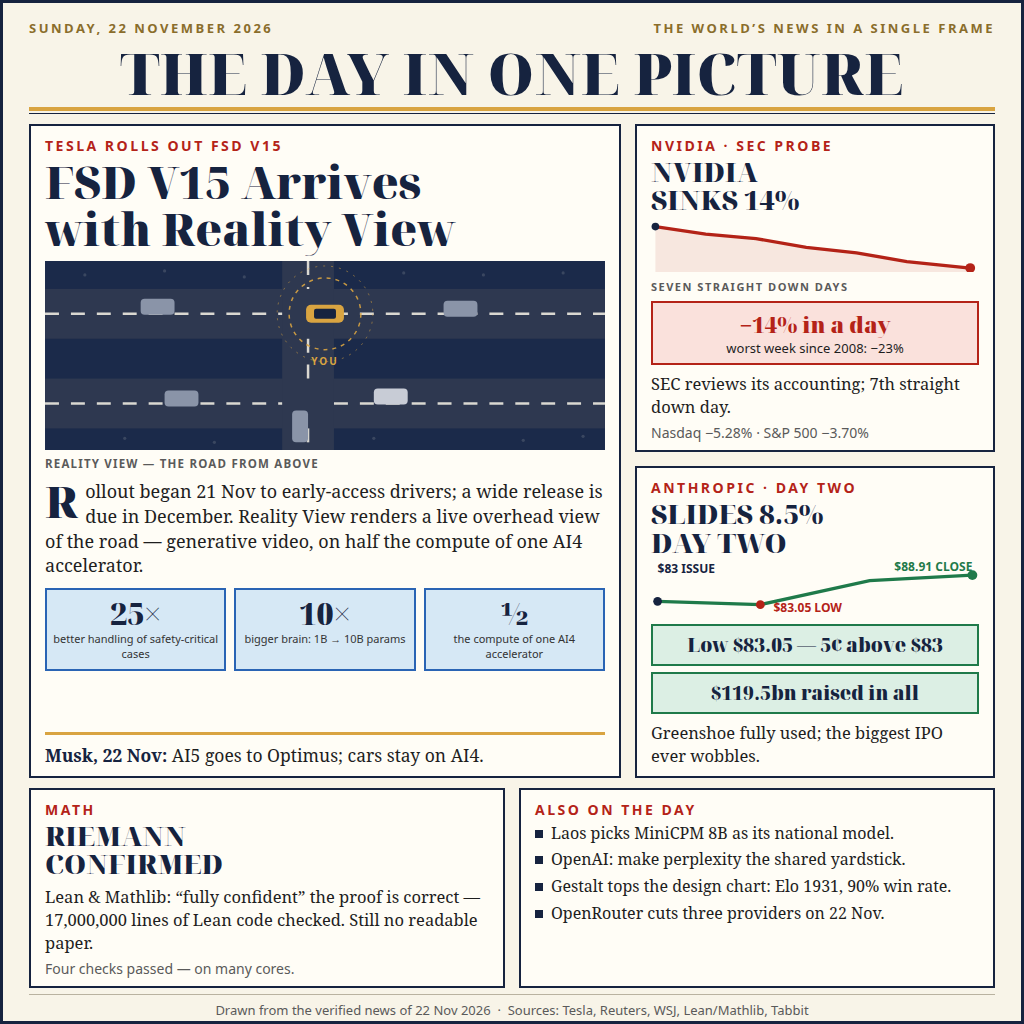 SUNDAY, 22 NOVEMBER 2026
THE WORLD’S NEWS IN A SINGLE FRAME
THE DAY IN ONE PICTURE
TESLA ROLLS OUT FSD V15
FSD V15 Arrives
with Reality View
YOU
REALITY VIEW — THE ROAD FROM ABOVE
Rollout began 21 Nov to early-access drivers; a wide release is
due in December. Reality View renders a live overhead view
of the road — generative video, on half the compute of one AI4
accelerator.
25×
better handling of safety-critical
cases
10×
bigger brain: 1B → 10B params
½
the compute of one AI4
accelerator
Musk, 22 Nov: AI5 goes to Optimus; cars stay on AI4.
NVIDIA · SEC PROBE
NVIDIA
SINKS 14%
SEVEN STRAIGHT DOWN DAYS
−14% in a day
worst week since 2008: −23%
SEC reviews its accounting; 7th straight
down day.
Nasdaq −5.28% · S&P 500 −3.70%
ANTHROPIC · DAY TWO
SLIDES 8.5%
DAY TWO
$83 ISSUE
$88.91 CLOSE
$83.05 LOW
Low $83.05 — 5c above $83
$119.5bn raised in all
Greenshoe fully used; the biggest IPO
ever wobbles.
MATH
RIEMANN
CONFIRMED
Lean & Mathlib: “fully confident” the proof is correct —
17,000,000 lines of Lean code checked. Still no readable
paper.
Four checks passed — on many cores.
ALSO ON THE DAY
Laos picks MiniCPM 8B as its national model.
OpenAI: make perplexity the shared yardstick.
Gestalt tops the design chart: Elo 1931, 90% win rate.
OpenRouter cuts three providers on 22 Nov.
Drawn from the verified news of 22 Nov 2026 · Sources: Tesla, Reuters, WSJ, Lean/Mathlib, Tabbit